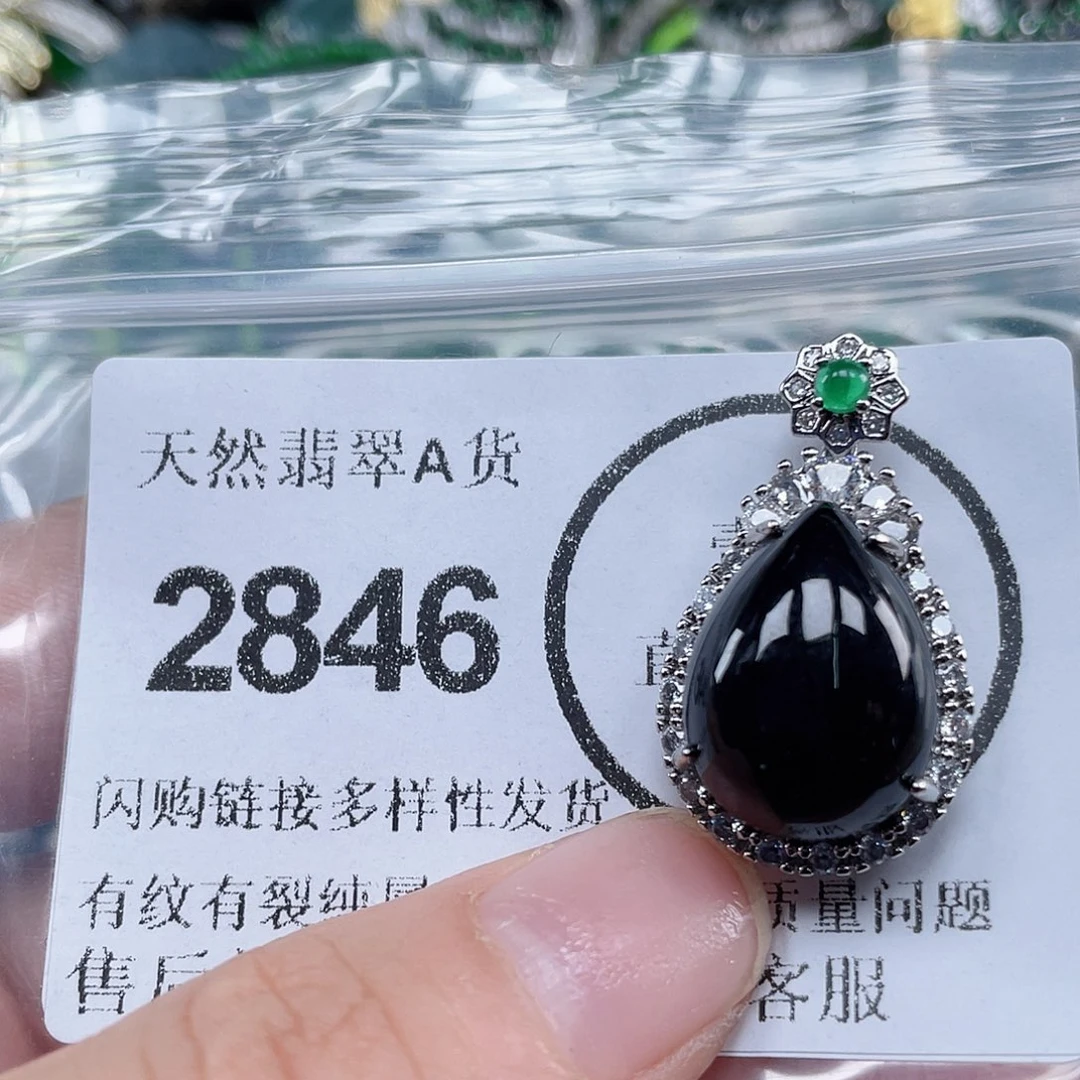 天然翡翠A货
2846
闪购链接多样性发货
有纹有裂纯
质量问题
售后
客服